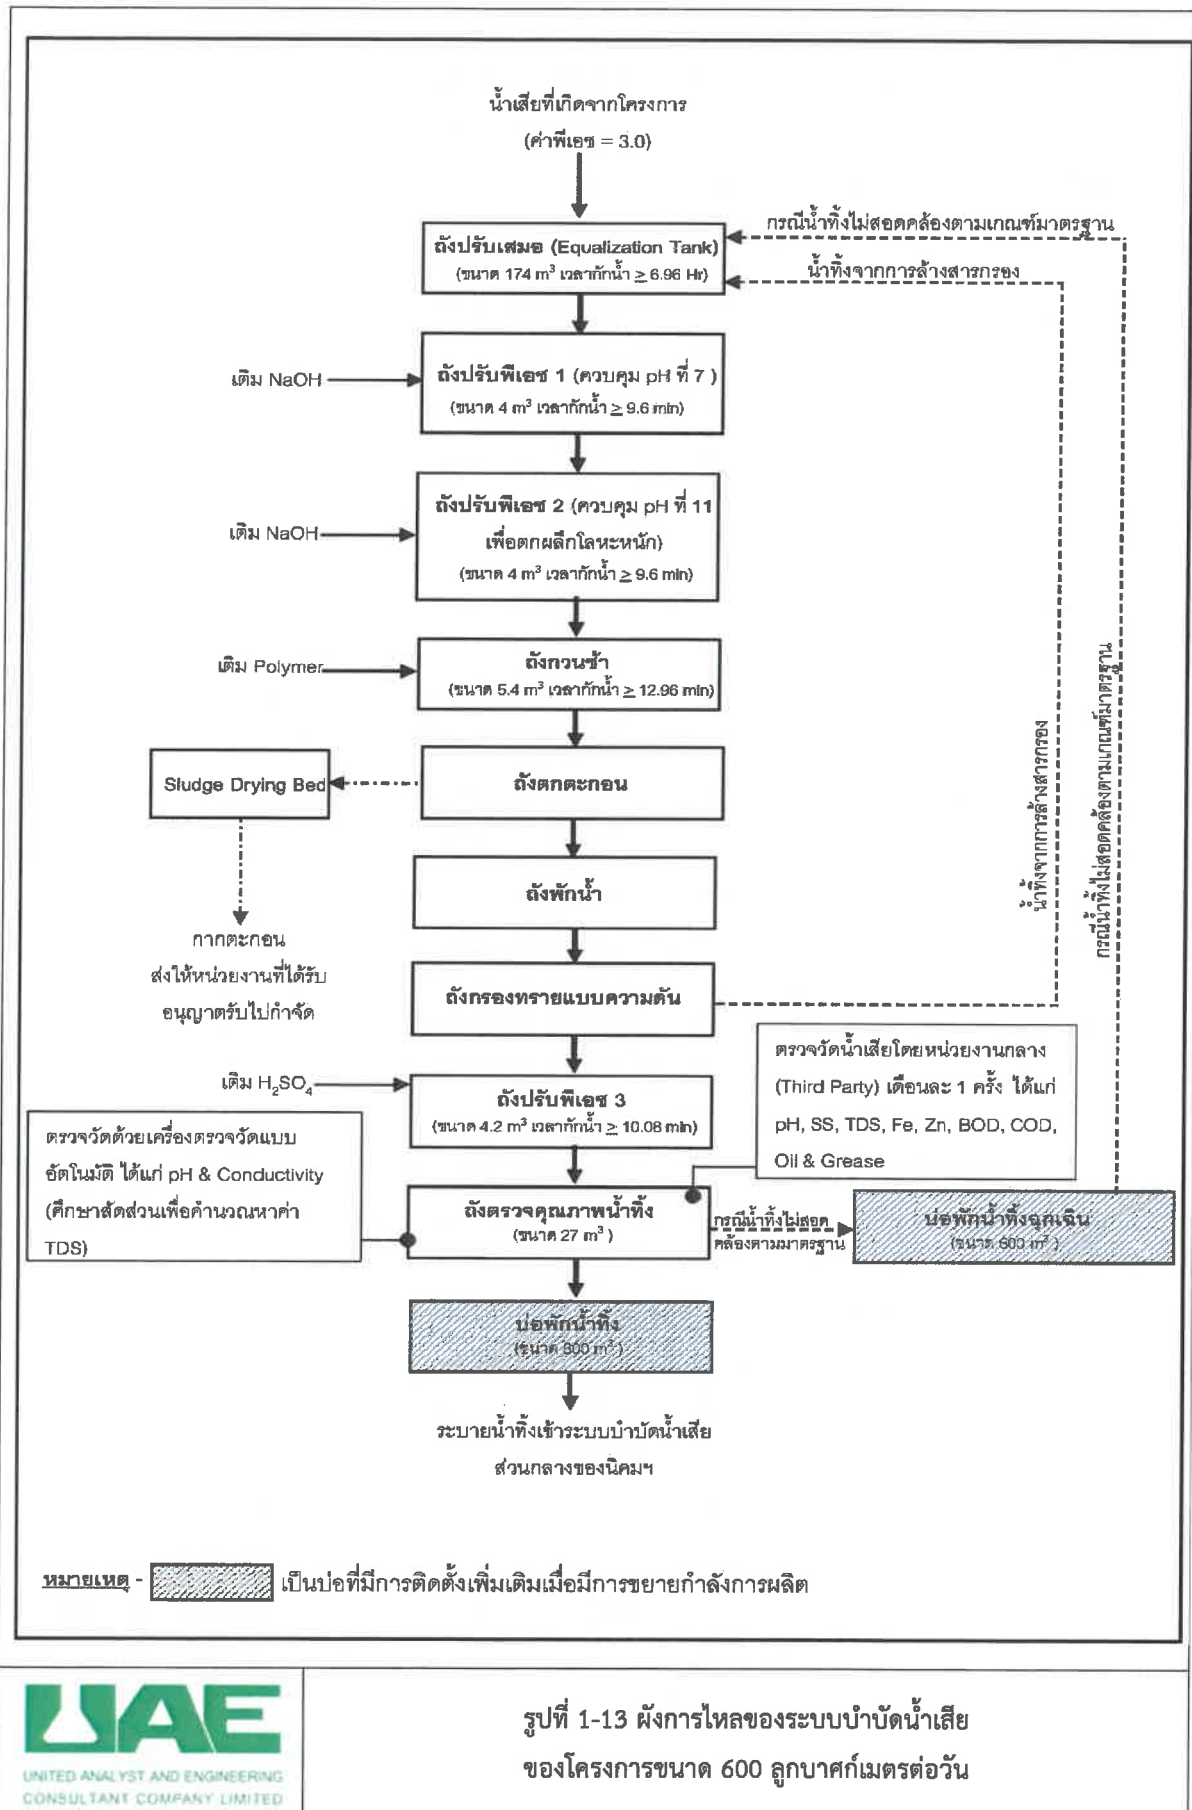 น้ำเสียที่เกิดจากโครงการ
(ค่าพีเอช = 3.0)
กรณีน้ำทิ้งไม่สอดคล้องตามเกณฑ์มาตรฐาน
ถังปรับเสมอ (Equalization Tank)
(ขนาด 174 m³ เวลากักน้ำ ≥ 6.96 Hr)
น้ำทิ้งจากการล้างสารกรอง
เติม NaOH
ถังปรับพีเอช 1 (ควบคุม pH ที่ 7 )
(ขนาด 4 m³ เวลากักน้ำ ≥ 9.6 min)
เติม NaOH
ถังปรับพีเอช 2 (ควบคุม pH ที่ 11
เพื่อตกผลึกโลหะหนัก)
(ขนาด 4 m³ เวลากักน้ำ ≥ 9.6 min)
เติม Polymer
ถังกวนช้า
(ขนาด 5.4 m³ เวลากักน้ำ ≥ 12.96 min)
น้ำทิ้งจากการล้างสารกรอง
กรณีน้ำทิ้งไม่สอดคล้องตามเกณฑ์มาตรฐาน
Sludge Drying Bed
ถังตกตะกอน
ถังพักน้ำ
กากตะกอน
ส่งให้หน่วยงานที่ได้รับ
อนุญาตรับไปกำจัด
ถังกรองทรายแบบความดัน
ตรวจวัดน้ำเสียโดยหน่วยงานกลาง
(Third Party) เดือนละ 1 ครั้ง ได้แก่
pH, SS, TDS, Fe, Zn, BOD, COD,
Oil & Grease
เติม H₂SO₄
ถังปรับพีเอช 3
(ขนาด 4.2 m³ เวลากักน้ำ ≥ 10.08 min)
ตรวจวัดด้วยเครื่องตรวจวัดแบบ
อัตโนมัติ ได้แก่ pH & Conductivity
(ศึกษาสัดส่วนเพื่อคำนวณหาค่า
TDS)
ถังตรวจคุณภาพน้ำทิ้ง
(ขนาด 27 m³ )
กรณีน้ำทิ้งไม่สอด
คล้องตามมาตรฐาน
บ่อพักน้ำทิ้งฉุกเฉิน
(ขนาด 600 m³ )
บ่อพักน้ำทิ้ง
(ขนาด 600 m³ )
ระบายน้ำทิ้งเข้าระบบบำบัดน้ำเสีย
ส่วนกลางของนิคมฯ
หมายเหตุ - เป็นบ่อที่มีการติดตั้งเพิ่มเติมเมื่อมีการขยายกำลังการผลิต
UAE
UNITED ANALYST AND ENGINEERING
CONSULTANT COMPANY LIMITED
รูปที่ 1-13 ผังการไหลของระบบบำบัดน้ำเสีย
ของโครงการขนาด 600 ลูกบาศก์เมตรต่อวัน